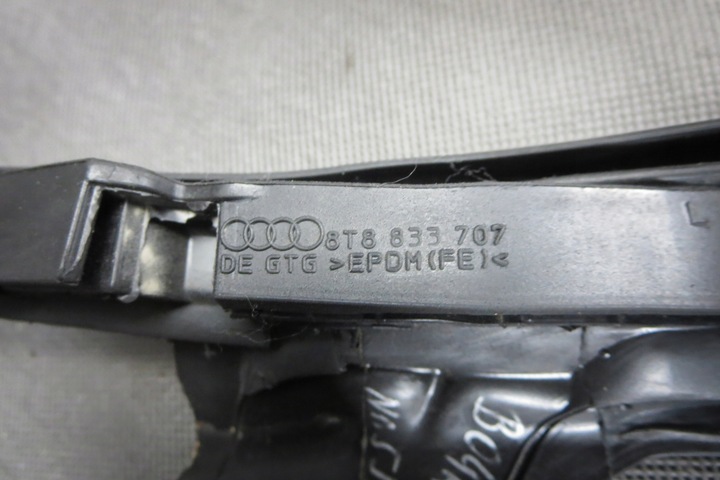 8T8 833 707
DE GTG >EPDM(FE)<
L